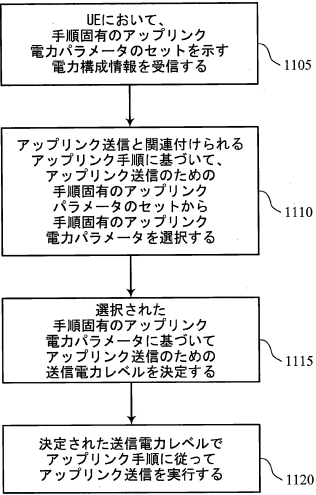 UEにおいて、
手順固有のアップリンク
電力パラメータのセットを示す
電力構成情報を受信する
1105
アップリンク送信と関連付けられる
アップリンク手順に基づいて、
アップリンク送信のための
手順固有のアップリンク
パラメータのセットから
手順固有のアップリンク
電力パラメータを選択する
1110
選択された
手順固有のアップリンク
電力パラメータに基づいて
アップリンク送信のための
送信電力レベルを決定する
1115
決定された送信電力レベルで
アップリンク手順に従って
アップリンク送信を実行する
1120